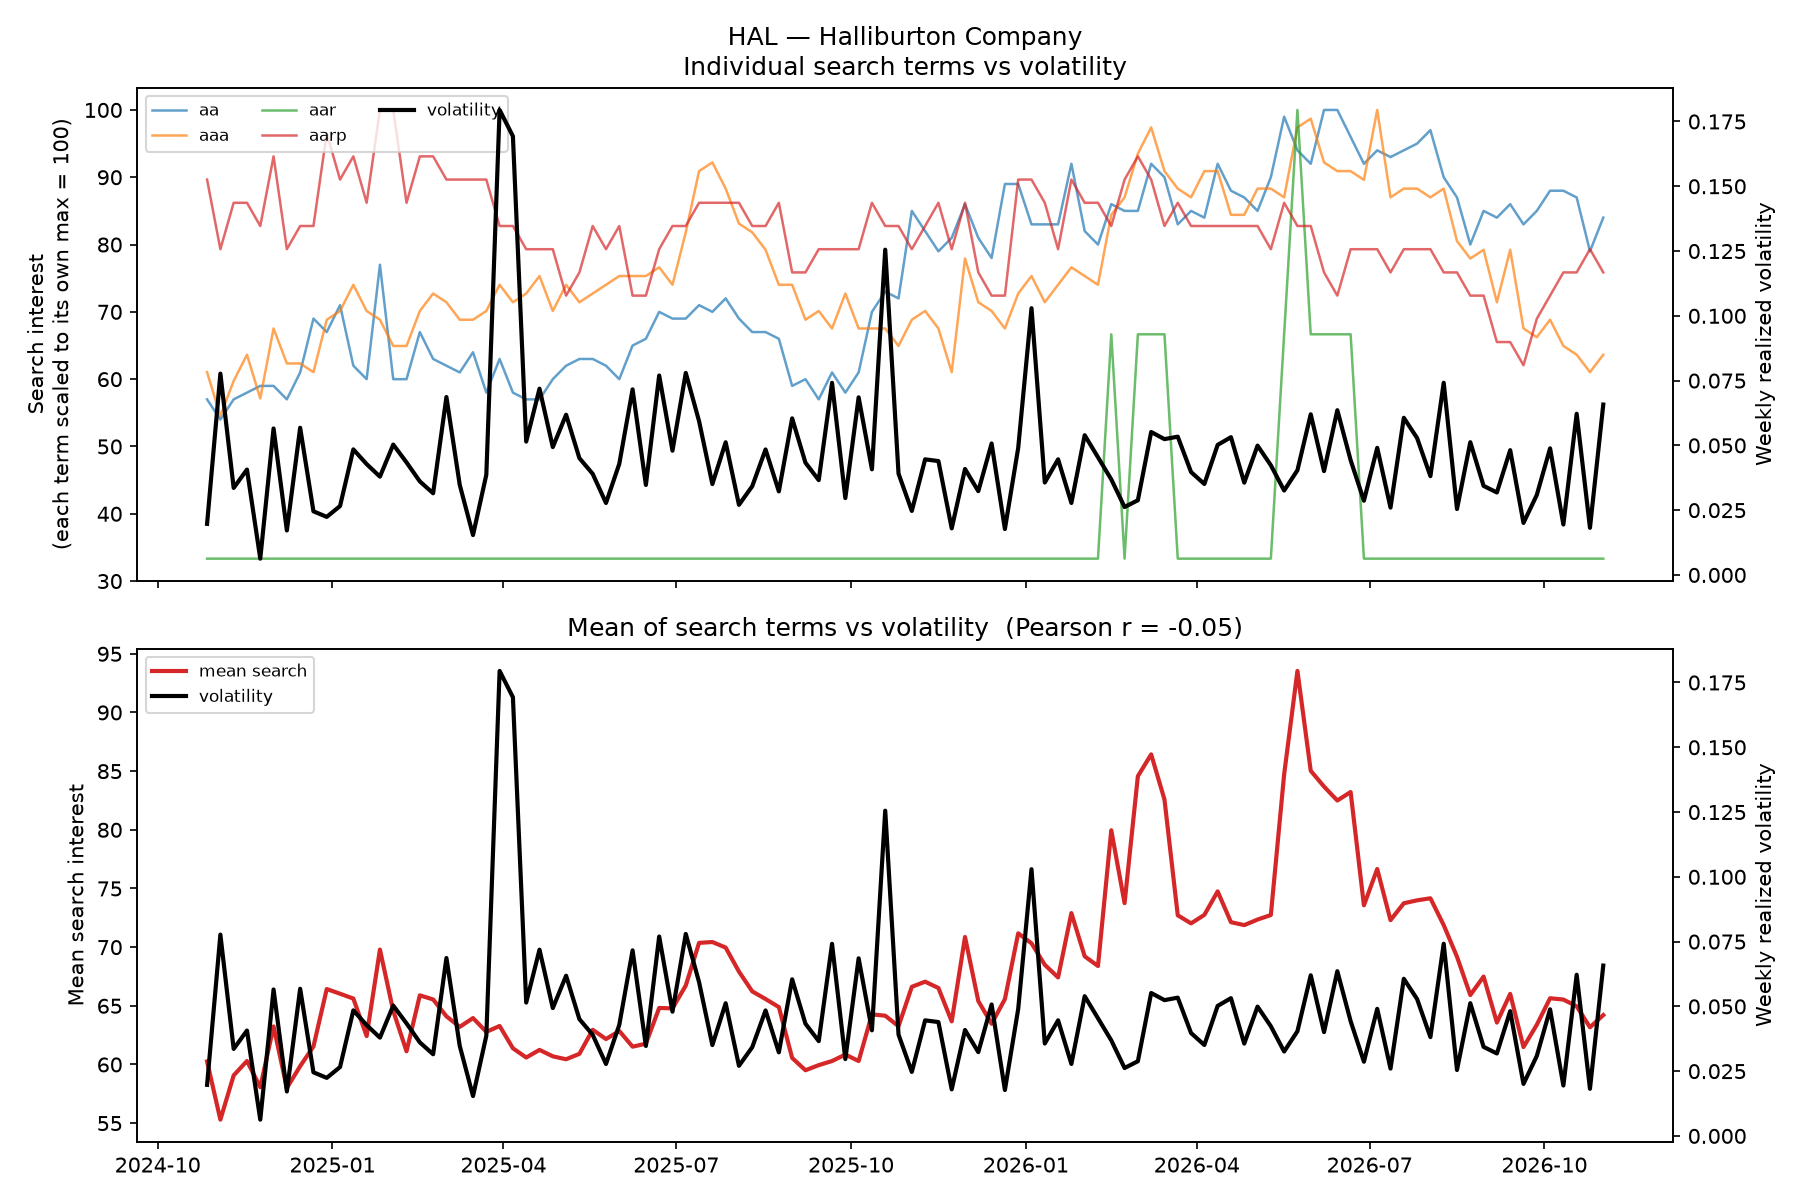 HAL — Halliburton Company
Individual search terms vs volatility
aa
aaa
aar
aarp
volatility
Search interest
(each term scaled to its own max = 100)
100
90
80
70
60
50
40
30
Weekly realized volatility
0.175
0.150
0.125
0.100
0.075
0.050
0.025
0.000
Mean of search terms vs volatility (Pearson r = -0.05)
mean search
volatility
Mean search interest
95
90
85
80
75
70
65
60
55
Weekly realized volatility
0.175
0.150
0.125
0.100
0.075
0.050
0.025
0.000
2024-10
2025-01
2025-04
2025-07
2025-10
2026-01
2026-04
2026-07
2026-10